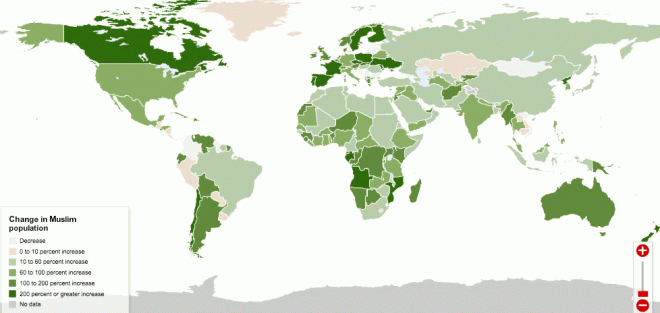 Change in Muslim
population
Decrease
0 to 10 percent increase
10 to 60 percent increase
60 to 100 percent increase
100 to 200 percent increase
200 percent or greater increase
No data